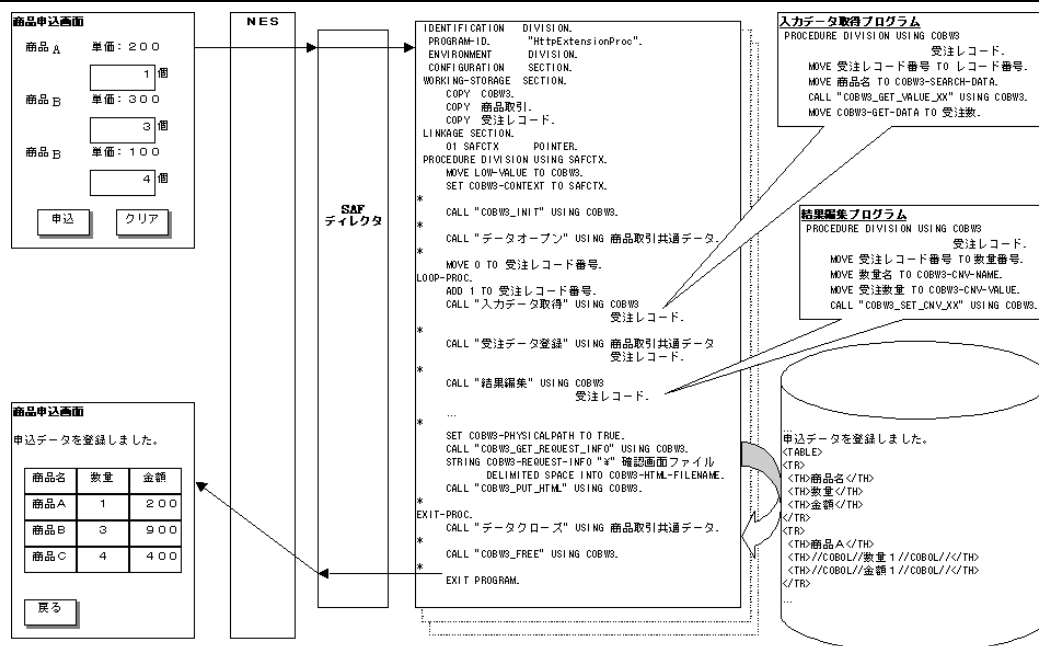 商品申込画面
商品A 単価：200
1 個
商品B 単価：300
3 個
商品B 単価：100
4 個
申込 クリア
NES
SAF
ディレクタ
IDENTIFICATION DIVISION.
PROGRAM-ID. "HttpExtensionProc".
ENVIRONMENT DIVISION.
CONFIGURATION SECTION.
WORKING-STORAGE SECTION.
COPY COBW3.
COPY 商品取引.
COPY 受注レコード.
LINKAGE SECTION.
01 SAFCTX POINTER.
PROCEDURE DIVISION USING SAFCTX.
MOVE LOW-VALUE TO COBW3.
SET COBW3-CONTEXT TO SAFCTX.
*
CALL "COBW3_INIT" USING COBW3.
*
CALL "データオープン" USING 商品取引共通データ.
*
MOVE 0 TO 受注レコード番号.
LOOP-PROC.
ADD 1 TO 受注レコード番号.
CALL "入力データ取得" USING COBW3
受注レコード.
*
CALL "受注データ登録" USING 商品取引共通データ
受注レコード.
*
CALL "結果編集" USING COBW3
受注レコード.
...
*
SET COBW3-PHYSICALPATH TO TRUE.
CALL "COBW3_GET_REQUEST_INFO" USING COBW3.
STRING COBW3-REQUEST-INFO "¥" 確認画面ファイル
DELIMITED SPACE INTO COBW3-HTML-FILENAME.
CALL "COBW3_PUT_HTML" USING COBW3.
*
EXIT-PROC.
CALL "データクローズ" USING 商品取引共通データ.
*
CALL "COBW3_FREE" USING COBW3.
*
EXIT PROGRAM.
入力データ取得プログラム
PROCEDURE DIVISION USING COBW3
受注レコード.
MOVE 受注レコード番号 TO レコード番号.
MOVE 商品名 TO COBW3-SEARCH-DATA.
CALL "COBW3_GET_VALUE_XX" USING COBW3.
MOVE COBW3-GET-DATA TO 受注数.
結果編集プログラム
PROCEDURE DIVISION USING COBW3
受注レコード.
MOVE 受注レコード番号 TO 数量番号.
MOVE 数量名 TO COBW3-CNV-NAME.
MOVE 受注数量 TO COBW3-CNV-VALUE.
CALL "COBW3_SET_CNV_XX" USING COBW3.
...
申込データを登録しました。
<TABLE>
<TR>
<TH>商品名</TH>
<TH>数量</TH>
<TH>金額</TH>
</TR>
<TR>
<TH>商品A</TH>
<TH>//COBOL//数量１//COBOL//</TH>
<TH>//COBOL//金額１//COBOL//</TH>
</TR>
...
商品申込画面
申込データを登録しました。
商品名 数量 金額
商品A 1 200
商品B 3 900
商品C 4 400
戻る